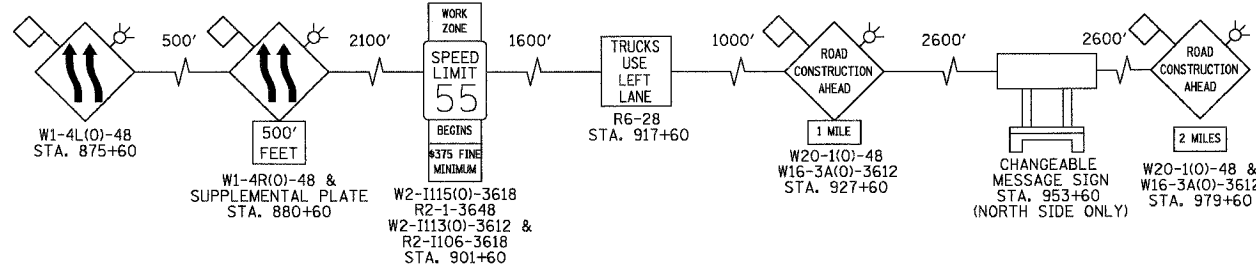 500'
2100'
1600'
1000'
2600'
2600'
W1-4L(O)-48
STA. 875+60
500'
FEET
W1-4R(O)-48 &
SUPPLEMENTAL PLATE
STA. 880+60
WORK
ZONE
SPEED
LIMIT
55
BEGINS
$375 FINE
MINIMUM
W2-I115(O)-3618
R2-1-3648
W2-I113(O)-3612 &
R2-I106-3618
STA. 901+60
TRUCKS
USE
LEFT
LANE
R6-28
STA. 917+60
ROAD
CONSTRUCTION
AHEAD
1 MILE
W20-1(O)-48
W16-3A(O)-3612
STA. 927+60
CHANGEABLE
MESSAGE SIGN
STA. 953+60
(NORTH SIDE ONLY)
ROAD
CONSTRUCTION
AHEAD
2 MILES
W20-1(O)-48 &
W16-3A(O)-3612
STA. 979+60